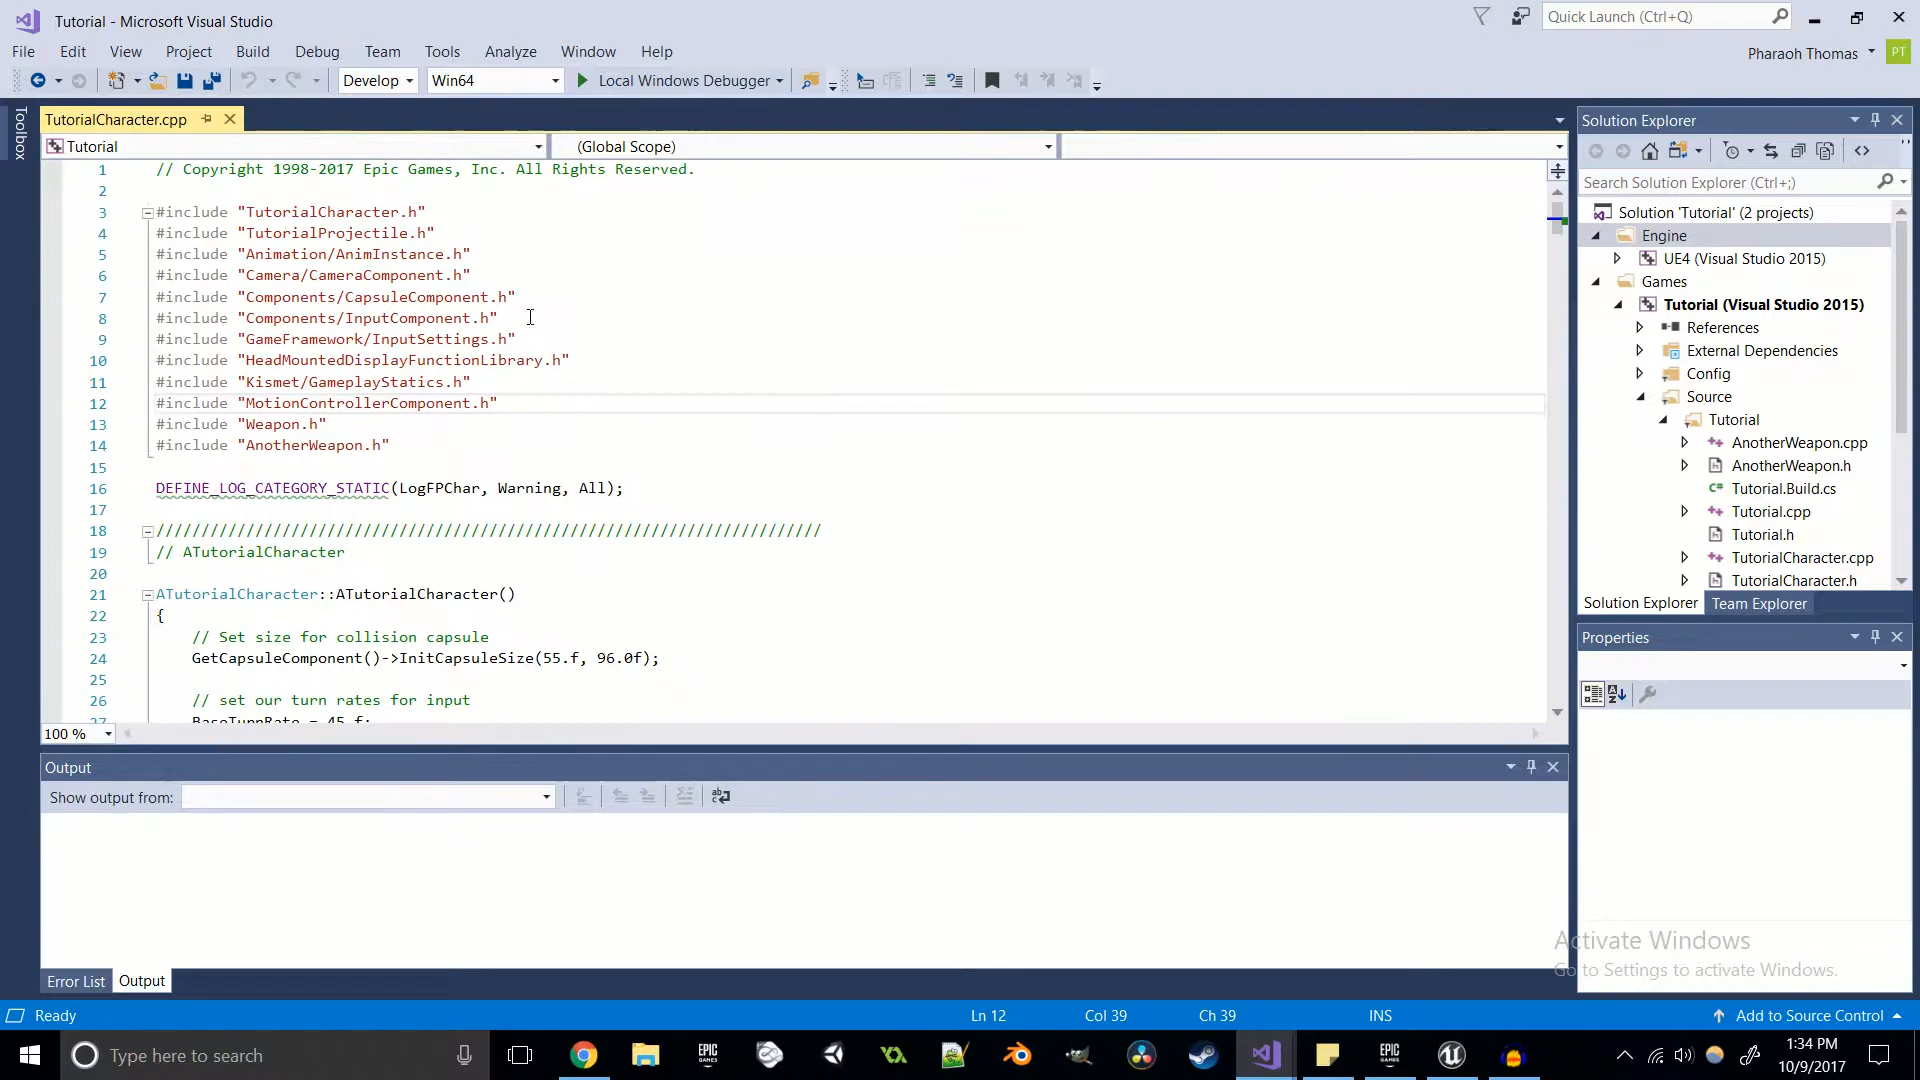 Tutorial - Microsoft Visual Studio
Quick Launch (Ctrl+Q)
File Edit View Project Build Debug Team Tools Analyze Window Help
Pharaoh Thomas PT
Develop Win64 Local Windows Debugger
Toolbox
TutorialCharacter.cpp
Tutorial (Global Scope)
1 // Copyright 1998-2017 Epic Games, Inc. All Rights Reserved.
2
3 #include "TutorialCharacter.h"
4 #include "TutorialProjectile.h"
5 #include "Animation/AnimInstance.h"
6 #include "Camera/CameraComponent.h"
7 #include "Components/CapsuleComponent.h"
8 #include "Components/InputComponent.h"
9 #include "GameFramework/InputSettings.h"
10 #include "HeadMountedDisplayFunctionLibrary.h"
11 #include "Kismet/GameplayStatics.h"
12 #include "MotionControllerComponent.h"
13 #include "Weapon.h"
14 #include "AnotherWeapon.h"
15
16 DEFINE_LOG_CATEGORY_STATIC(LogFPChar, Warning, All);
17
18 //////////////////////////////////////////////////////////////////////////
19 // ATutorialCharacter
20
21 ATutorialCharacter::ATutorialCharacter()
22 {
23 // Set size for collision capsule
24 GetCapsuleComponent()->InitCapsuleSize(55.f, 96.0f);
25
26 // set our turn rates for input
27 BaseTurnRate = 45.f;
100 %
Solution Explorer
Search Solution Explorer (Ctrl+;)
Solution 'Tutorial' (2 projects)
Engine
UE4 (Visual Studio 2015)
Games
Tutorial (Visual Studio 2015)
References
External Dependencies
Config
Source
Tutorial
AnotherWeapon.cpp
AnotherWeapon.h
C# Tutorial.Build.cs
Tutorial.cpp
Tutorial.h
TutorialCharacter.cpp
TutorialCharacter.h
Solution Explorer Team Explorer
Properties
Output
Show output from:
Error List Output
Activate Windows
Go to Settings to activate Windows.
Ready Ln 12 Col 39 Ch 39 INS Add to Source Control
Type here to search
EPIC GAMES
EPIC GAMES
1:34 PM
10/9/2017